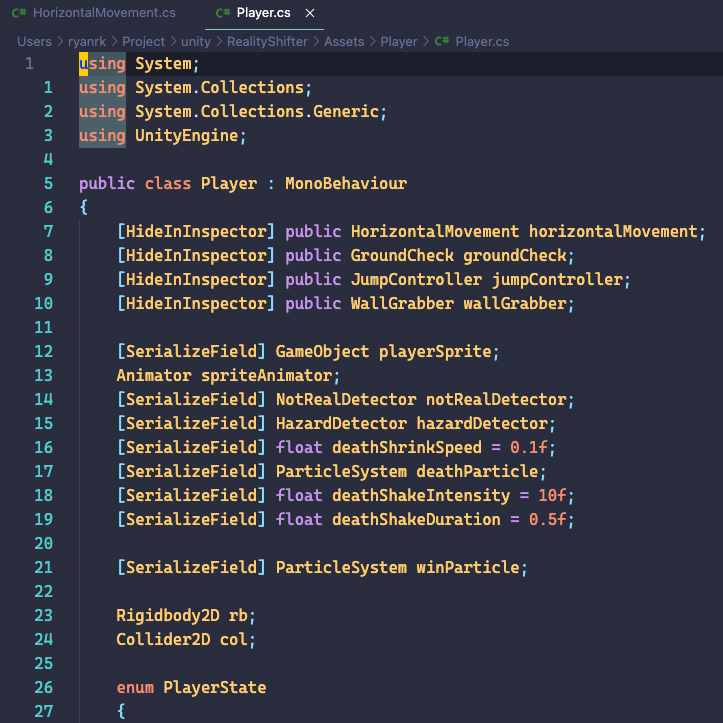 C# HorizontalMovement.cs
C# Player.cs ×
Users > ryanrk > Project > unity > RealityShifter > Assets > Player > C# Player.cs
1 using System;
1 using System.Collections;
2 using System.Collections.Generic;
3 using UnityEngine;
4
5 public class Player : MonoBehaviour
6 {
7 [HideInInspector] public HorizontalMovement horizontalMovement;
8 [HideInInspector] public GroundCheck groundCheck;
9 [HideInInspector] public JumpController jumpController;
10 [HideInInspector] public WallGrabber wallGrabber;
11
12 [SerializeField] GameObject playerSprite;
13 Animator spriteAnimator;
14 [SerializeField] NotRealDetector notRealDetector;
15 [SerializeField] HazardDetector hazardDetector;
16 [SerializeField] float deathShrinkSpeed = 0.1f;
17 [SerializeField] ParticleSystem deathParticle;
18 [SerializeField] float deathShakeIntensity = 10f;
19 [SerializeField] float deathShakeDuration = 0.5f;
20
21 [SerializeField] ParticleSystem winParticle;
22
23 Rigidbody2D rb;
24 Collider2D col;
25
26 enum PlayerState
27 {